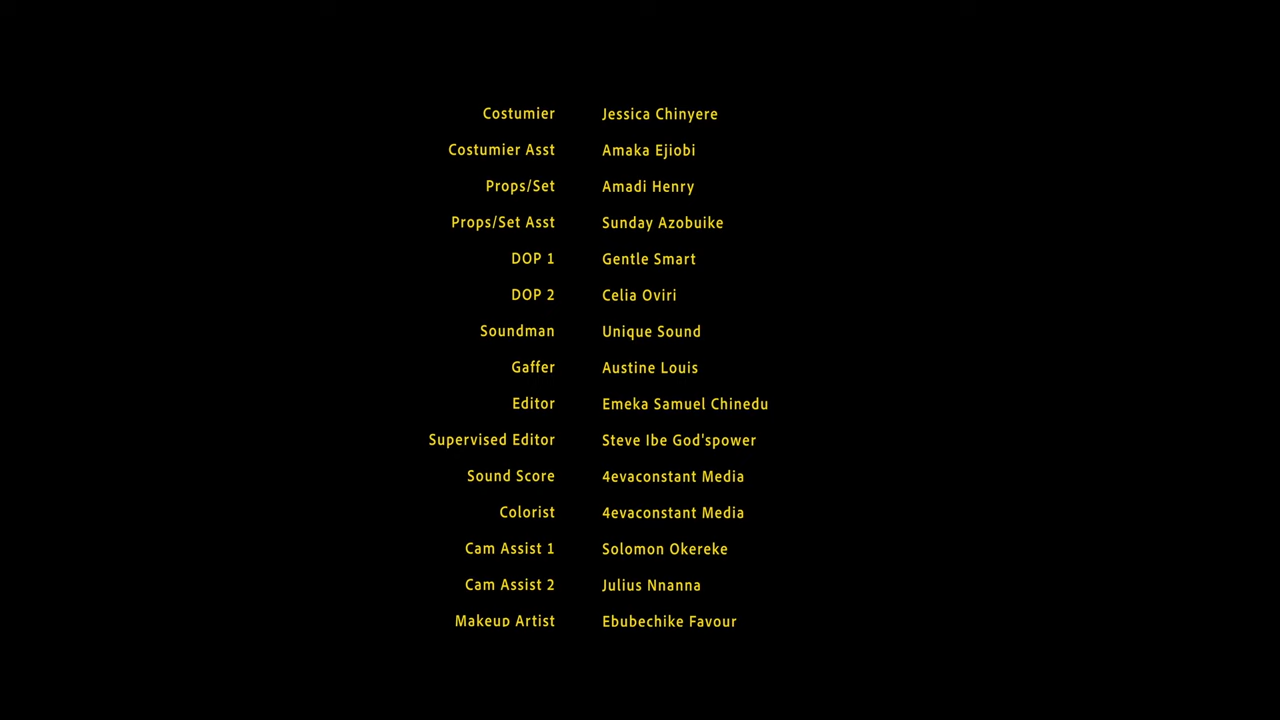 Costumier Jessica Chinyere
Costumier Asst Amaka Ejiobi
Props/Set Amadi Henry
Props/Set Asst Sunday Azobuike
DOP 1 Gentle Smart
DOP 2 Celia Oviri
Soundman Unique Sound
Gaffer Austine Louis
Editor Emeka Samuel Chinedu
Supervised Editor Steve Ibe God'spower
Sound Score 4evaconstant Media
Colorist 4evaconstant Media
Cam Assist 1 Solomon Okereke
Cam Assist 2 Julius Nnanna
Makeup Artist Ebubechike Favour